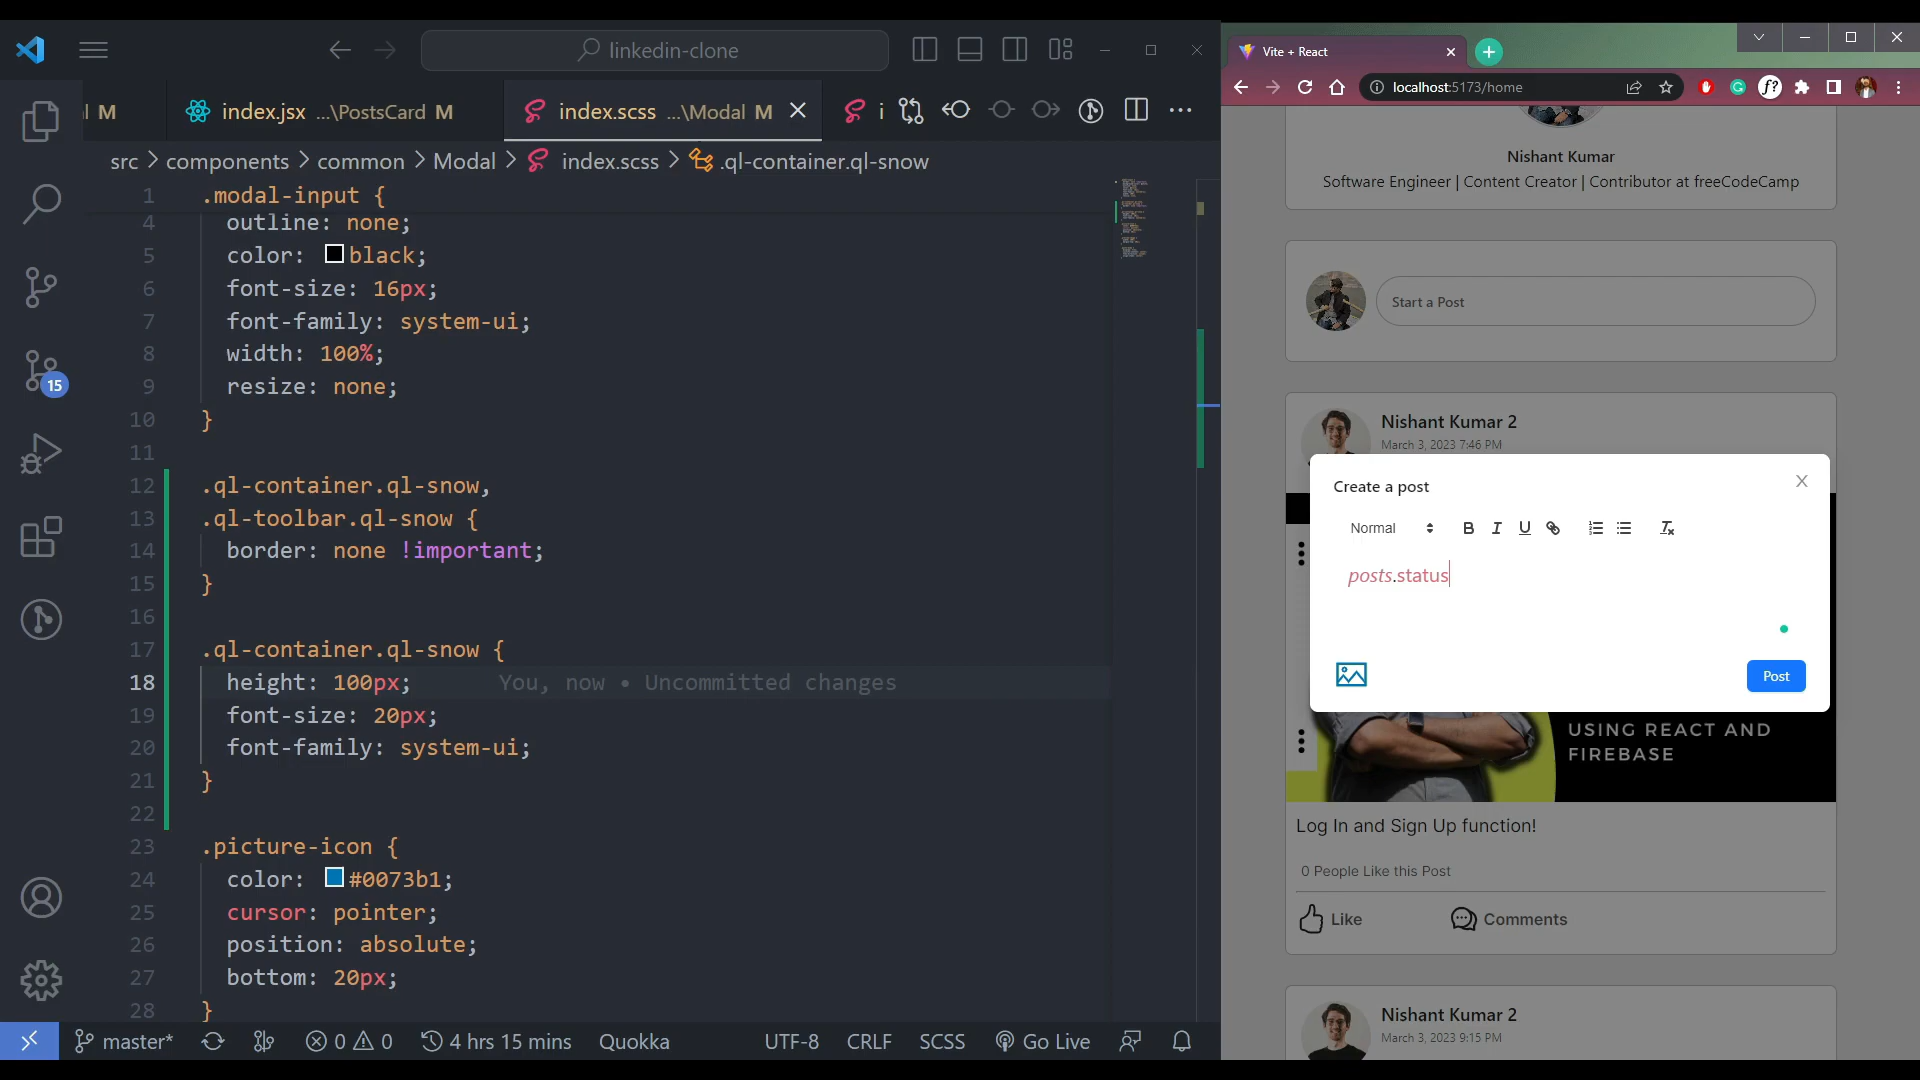 linkedin-clone
l M
index.jsx ...\PostsCard M
index.scss ...\Modal M
i
src > components > common > Modal > index.scss > .ql-container.ql-snow
1 .modal-input {
4 outline: none;
5 color: black;
6 font-size: 16px;
7 font-family: system-ui;
8 width: 100%;
9 resize: none;
10 }
11
12 .ql-container.ql-snow,
13 .ql-toolbar.ql-snow {
14 border: none !important;
15 }
16
17 .ql-container.ql-snow {
18 height: 100px; You, now • Uncommitted changes
19 font-size: 20px;
20 font-family: system-ui;
21 }
22
23 .picture-icon {
24 color: #0073b1;
25 cursor: pointer;
26 position: absolute;
27 bottom: 20px;
28 }
15
master* 0 0 4 hrs 15 mins Quokka UTF-8 CRLF SCSS Go Live
Vite + React
localhost:5173/home
Nishant Kumar
Software Engineer | Content Creator | Contributor at freeCodeCamp
Start a Post
Nishant Kumar 2
March 3, 2023 7:46 PM
Create a post
Normal B I U
posts.status
Post
USING REACT AND
FIREBASE
Log In and Sign Up function!
0 People Like this Post
Like Comments
Nishant Kumar 2
March 3, 2023 9:15 PM